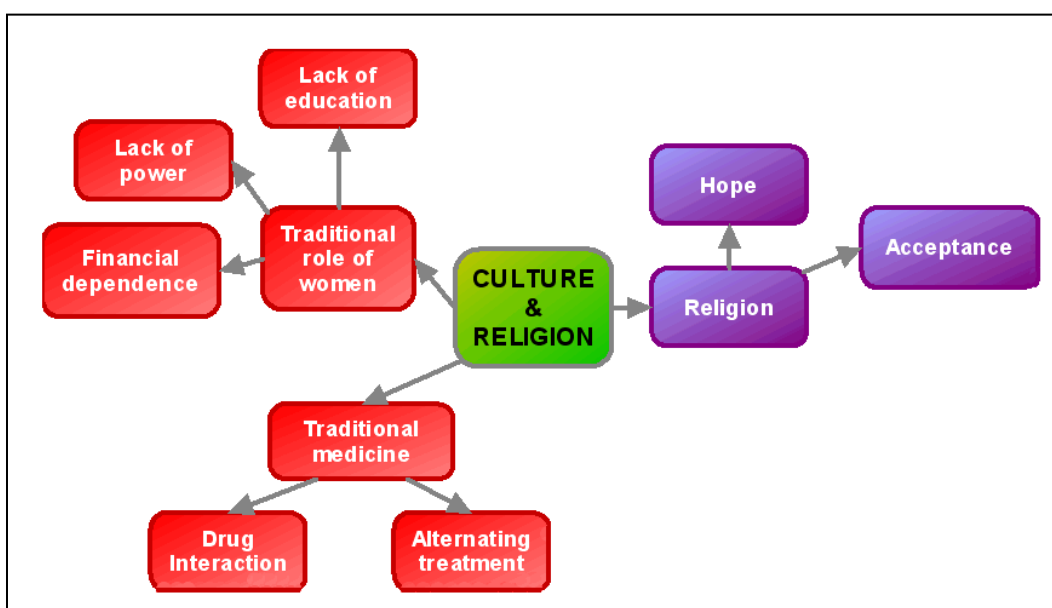 Lack of
education
Lack of
power
Hope
Traditional
role of
women
Acceptance
Financial
dependence
CULTURE
&
RELIGION
Religion
Traditional
medicine
Drug
Interaction
Alternating
treatment